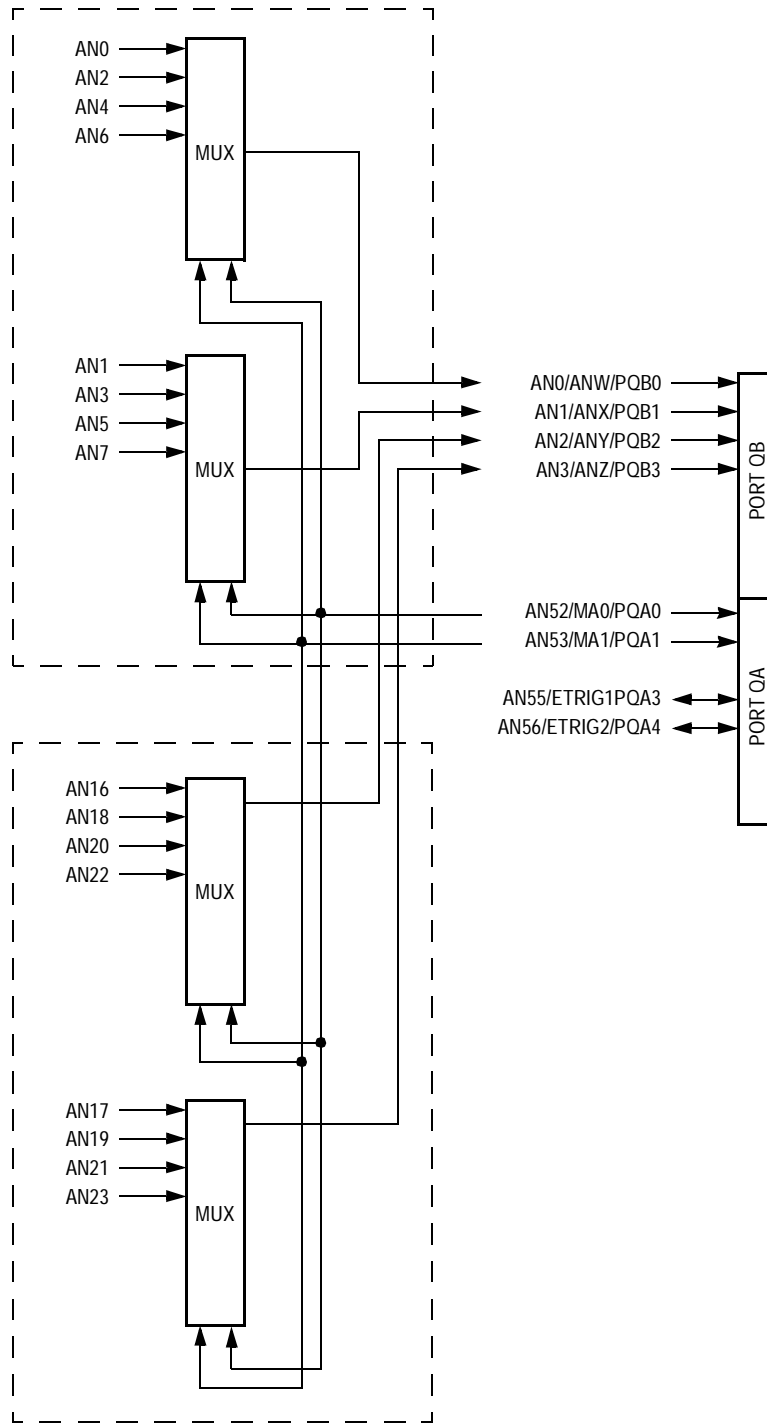 AN0
AN2
AN4
AN6
MUX
AN1
AN3
AN5
AN7
MUX
AN0/ANW/PQB0
AN1/ANX/PQB1
AN2/ANY/PQB2
AN3/ANZ/PQB3
PORT QB
AN52/MA0/PQA0
AN53/MA1/PQA1
AN55/ETRIG1PQA3
AN56/ETRIG2/PQA4
PORT QA
AN16
AN18
AN20
AN22
MUX
AN17
AN19
AN21
AN23
MUX